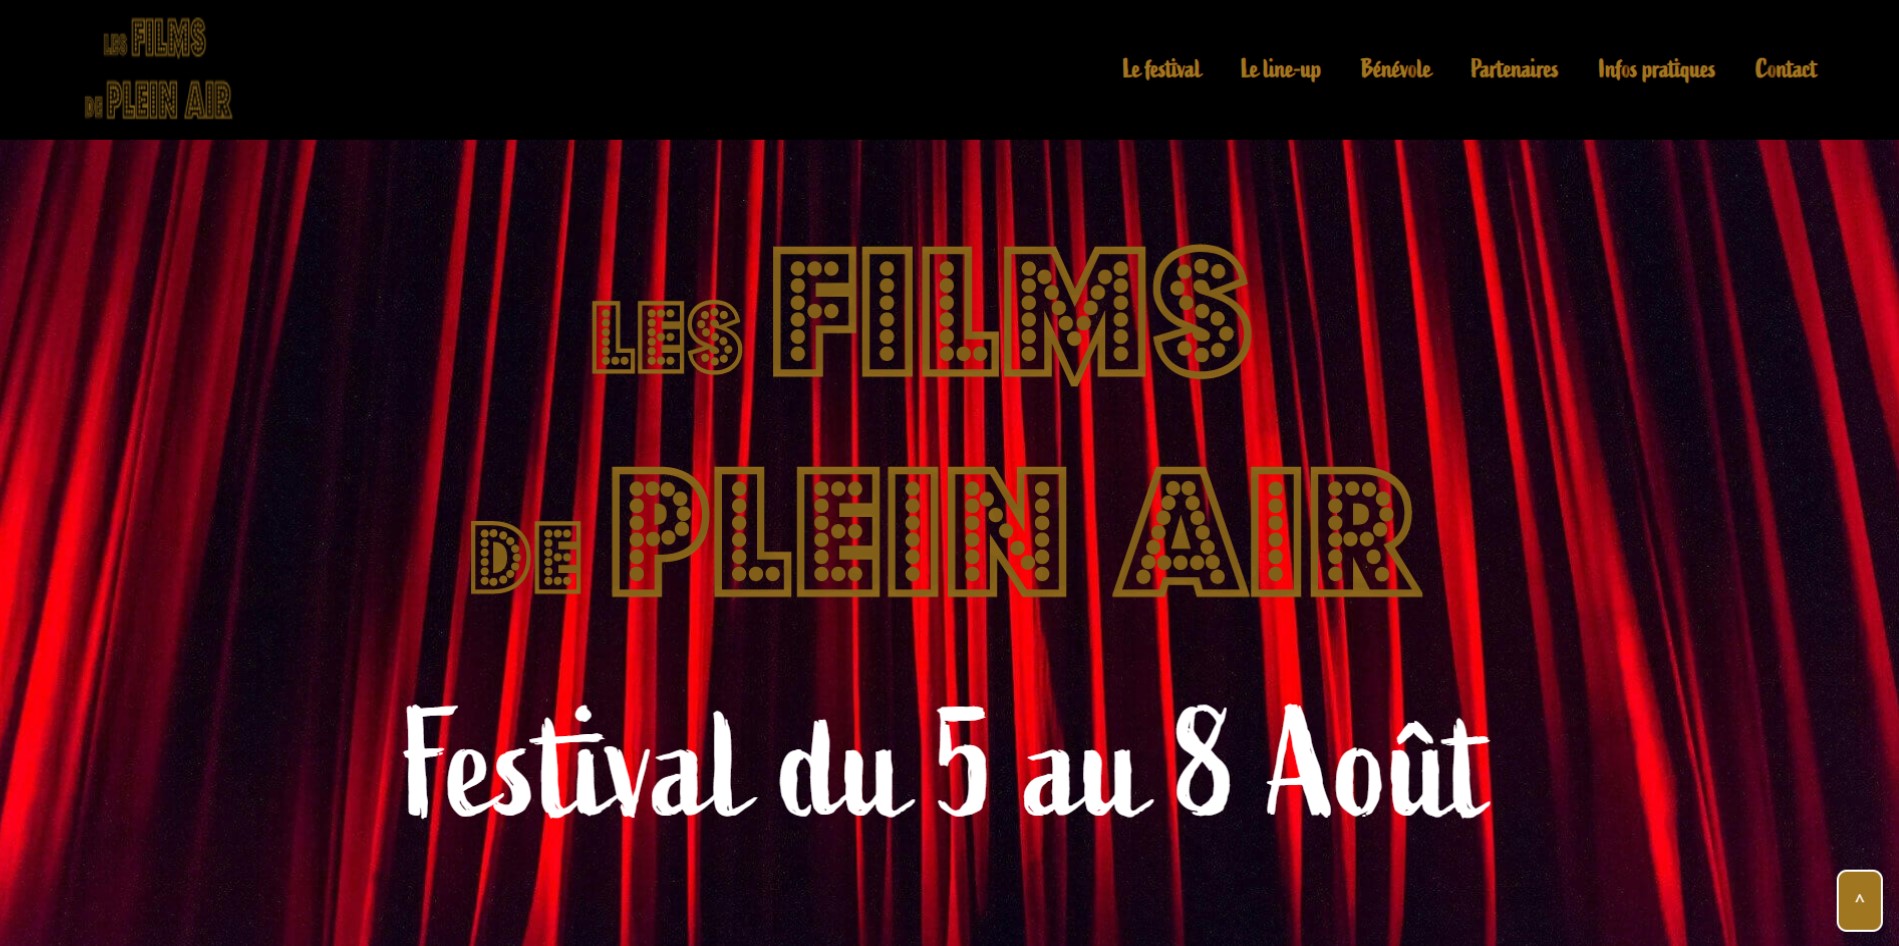 LES FILMS
DE PLEIN AIR
Le festival Le line-up Bénévole Partenaires Infos pratiques Contact
LES FILMS
DE PLEIN AIR
Festival du 5 au 8 Août
^